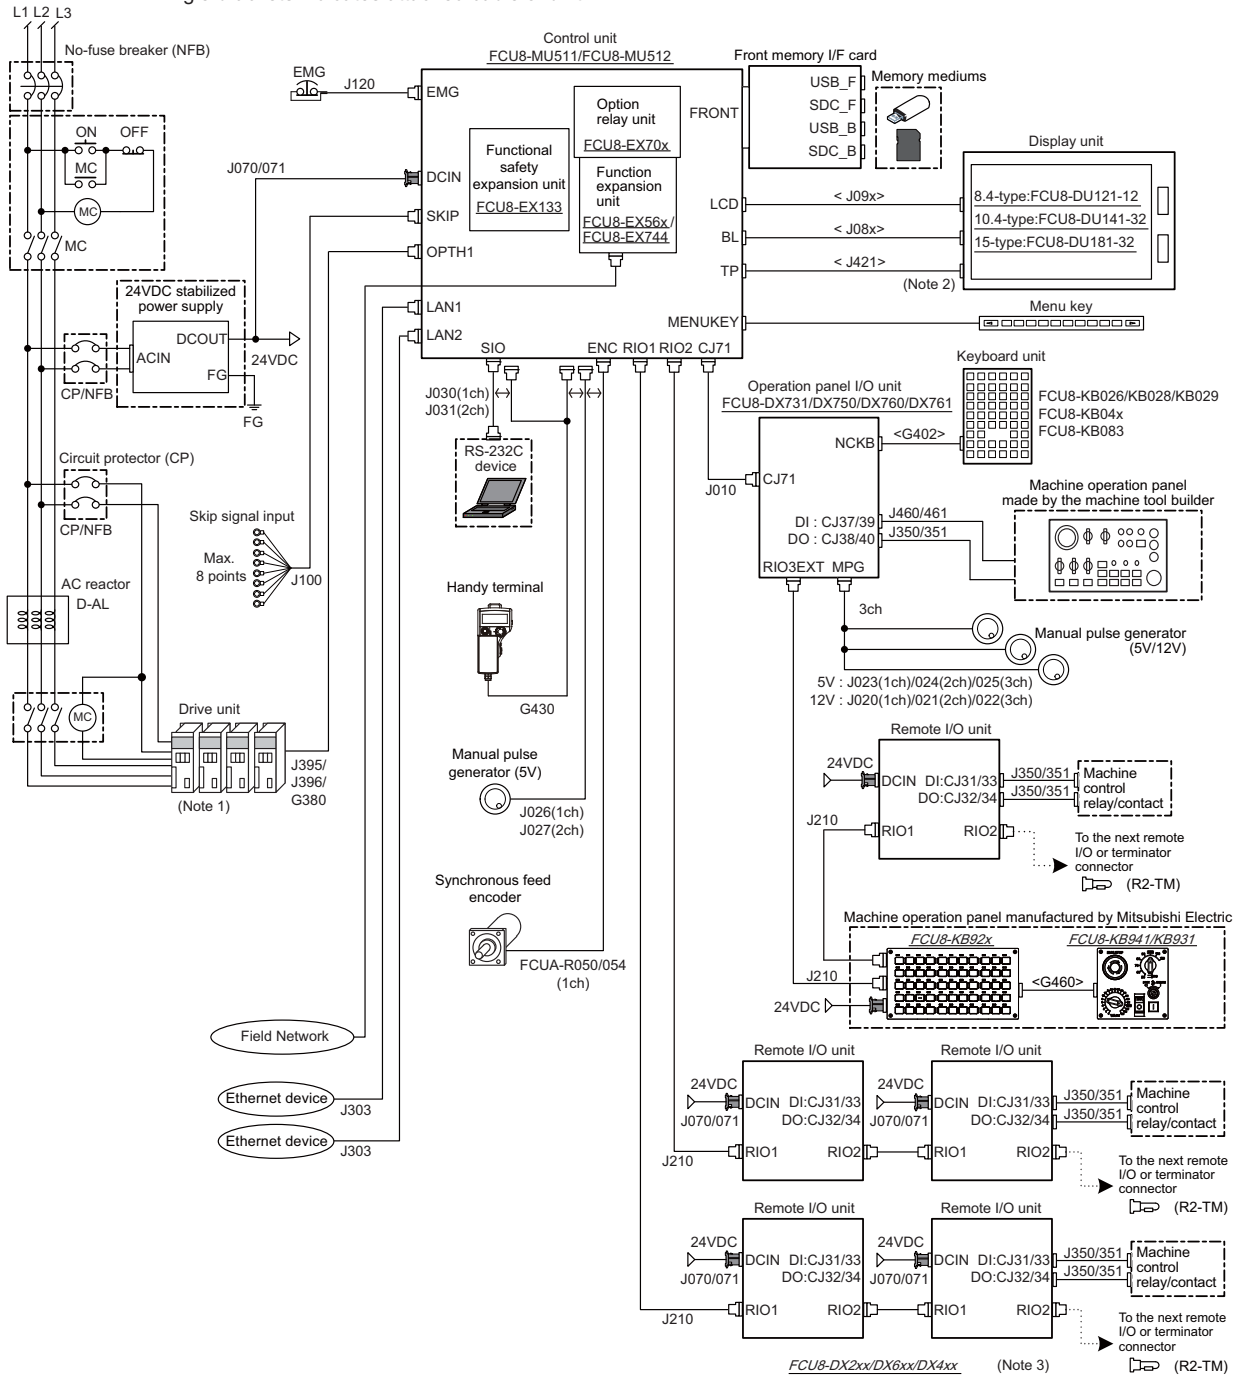 L1 L2 L3
No-fuse breaker (NFB)
ON
OFF
MC
MC
MC
24VDC stabilized
power supply
DCOUT
ACIN
FG
24VDC
FG
CP/NFB
Circuit protector (CP)
CP/NFB
AC reactor
D-AL
MC
Drive unit
(Note 1)
J395/
J396/
G380
Skip signal input
Max.
8 points
J100
EMG
J120
J070/071
Control unit
FCU8-MU511/FCU8-MU512
EMG
DCIN
SKIP
OPTH1
LAN1
LAN2
Functional
safety
expansion unit
FCU8-EX133
Option
relay unit
FCU8-EX70x
Function
expansion
unit
FCU8-EX56x/
FCU8-EX744
FRONT
LCD
BL
TP
MENUKEY
SIO
ENC RIO1 RIO2 CJ71
Front memory I/F card
USB_F
SDC_F
USB_B
SDC_B
Memory mediums
Display unit
8.4-type:FCU8-DU121-12
10.4-type:FCU8-DU141-32
15-type:FCU8-DU181-32
< J09x>
< J08x>
< J421>
(Note 2)
Menu key
Keyboard unit
FCU8-KB026/KB028/KB029
FCU8-KB04x
FCU8-KB083
Operation panel I/O unit
FCU8-DX731/DX750/DX760/DX761
NCKB
<G402>
CJ71
J010
DI : CJ37/39
DO : CJ38/40
J460/461
J350/351
RIO3EXT MPG
Machine operation panel
made by the machine tool builder
3ch
Manual pulse generator
(5V/12V)
5V : J023(1ch)/024(2ch)/025(3ch)
12V : J020(1ch)/021(2ch)/022(3ch)
J030(1ch)
J031(2ch)
RS-232C
device
Handy terminal
G430
Manual pulse
generator (5V)
J026(1ch)
J027(2ch)
Synchronous feed
encoder
FCUA-R050/054
(1ch)
Field Network
Ethernet device
J303
Ethernet device
J303
Remote I/O unit
24VDC
DCIN DI:CJ31/33
DO:CJ32/34
J350/351
J350/351
Machine
control
relay/contact
J210
RIO1
RIO2
To the next remote
I/O or terminator
connector
(R2-TM)
Machine operation panel manufactured by Mitsubishi Electric
FCU8-KB92x
FCU8-KB941/KB931
J210
<G460>
24VDC
Remote I/O unit
Remote I/O unit
24VDC
J070/071
DCIN DI:CJ31/33
DO:CJ32/34
24VDC
J070/071
DCIN DI:CJ31/33
DO:CJ32/34
J350/351
J350/351
Machine
control
relay/contact
J210
RIO1
RIO2
RIO1
RIO2
To the next remote
I/O or terminator
connector
(R2-TM)
Remote I/O unit
Remote I/O unit
24VDC
J070/071
DCIN DI:CJ31/33
DO:CJ32/34
24VDC
J070/071
DCIN DI:CJ31/33
DO:CJ32/34
J350/351
J350/351
Machine
control
relay/contact
J210
RIO1
RIO2
RIO1
RIO2
To the next remote
I/O or terminator
connector
(R2-TM)
FCU8-DX2xx/DX6xx/DX4xx
(Note 3)